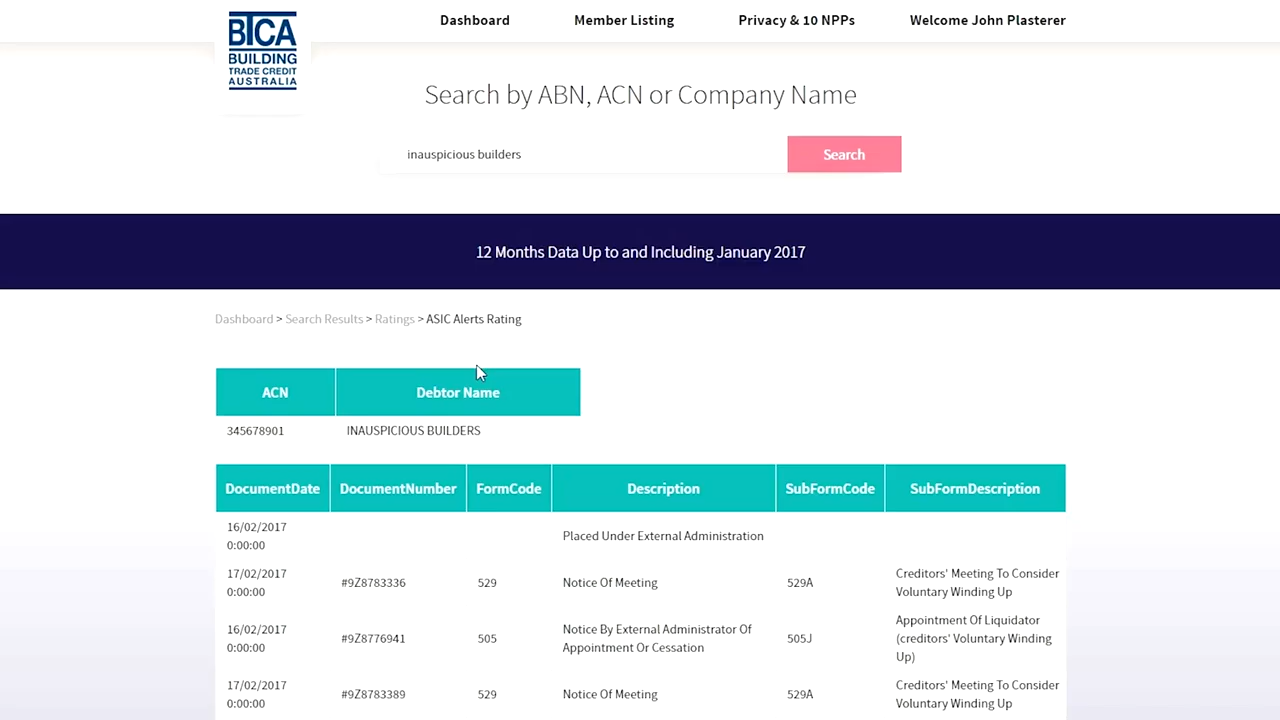 BTCA
BUILDING
TRADE CREDIT
AUSTRALIA
Dashboard Member Listing Privacy & 10 NPPs Welcome John Plasterer
Search by ABN, ACN or Company Name
inauspicious builders Search
12 Months Data Up to and Including January 2017
Dashboard > Search Results > Ratings > ASIC Alerts Rating
ACN Debtor Name
345678901 INAUSPICIOUS BUILDERS
DocumentDate DocumentNumber FormCode Description SubFormCode SubFormDescription
16/02/2017
0:00:00 Placed Under External Administration
17/02/2017
0:00:00 #9Z8783336 529 Notice Of Meeting 529A Creditors' Meeting To Consider
Voluntary Winding Up
16/02/2017
0:00:00 #9Z8776941 505 Notice By External Administrator Of
Appointment Or Cessation 505J Appointment Of Liquidator
(creditors' Voluntary Winding
Up)
17/02/2017
0:00:00 #9Z8783389 529 Notice Of Meeting 529A Creditors' Meeting To Consider
Voluntary Winding Up